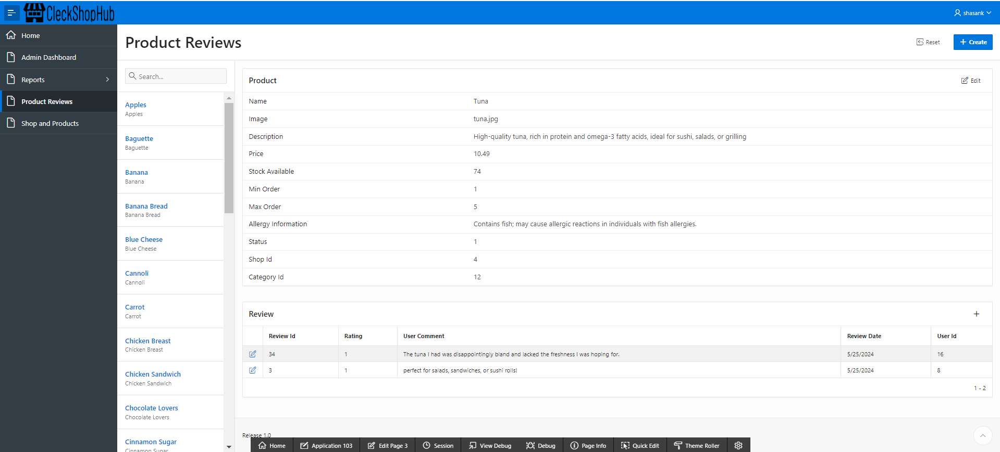 CleckShopHub
shasank
Home
Admin Dashboard
Reports
Product Reviews
Shop and Products
Product Reviews
Reset
Create
Search...
Apples
Apples
Baguette
Baguette
Banana
Banana
Banana Bread
Banana Bread
Blue Cheese
Blue Cheese
Cannoli
Cannoli
Carrot
Carrot
Chicken Breast
Chicken Breast
Chicken Sandwich
Chicken Sandwich
Chocolate Lovers
Chocolate Lovers
Cinnamon Sugar
Cinnamon Sugar
Product
Edit
Name Tuna
Image tuna.jpg
Description High-quality tuna, rich in protein and omega-3 fatty acids, ideal for sushi, salads, or grilling
Price 10.49
Stock Available 74
Min Order 1
Max Order 5
Allergy Information Contains fish; may cause allergic reactions in individuals with fish allergies.
Status 1
Shop Id 4
Category Id 12
Review
Review Id Rating User Comment Review Date User Id
34 1 The tuna I had was disappointingly bland and lacked the freshness I was hoping for. 5/25/2024 16
3 1 perfect for salads, sandwiches, or sushi rolls! 5/25/2024 8
1 - 2
Release 1.0
Home Application 103 Edit Page 3 Session View Debug Debug Page Info Quick Edit Theme Roller